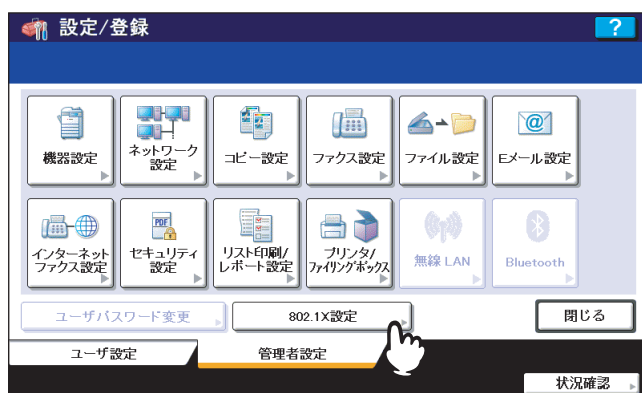 設定/登録
?
機器設定
ネットワーク
設定
コピー設定
ファクス設定
ファイル設定
Eメール設定
@
インターネット
ファクス設定
PDF
セキュリティ
設定
リスト印刷/
レポート設定
プリンタ/
ファイリングボックス
無線 LAN
Bluetooth
ユーザパスワード変更
802.1X設定
閉じる
ユーザ設定
管理者設定
状況確認